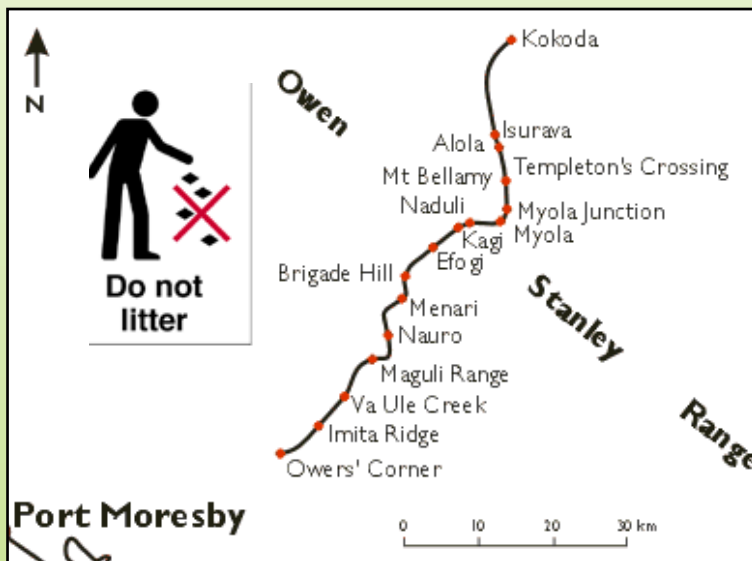 Kokoda
N
Owen
Isurava
Alola
Templeton's Crossing
Mt Bellamy
Naduli
Myola Junction
Kagi
Myola
Efogi
Brigade Hill
Do not
litter
Stanley
Menari
Nauro
Maguli Range
Va Ule Creek
Range
Imita Ridge
Owers' Corner
Port Moresby
0 10 20 30 km